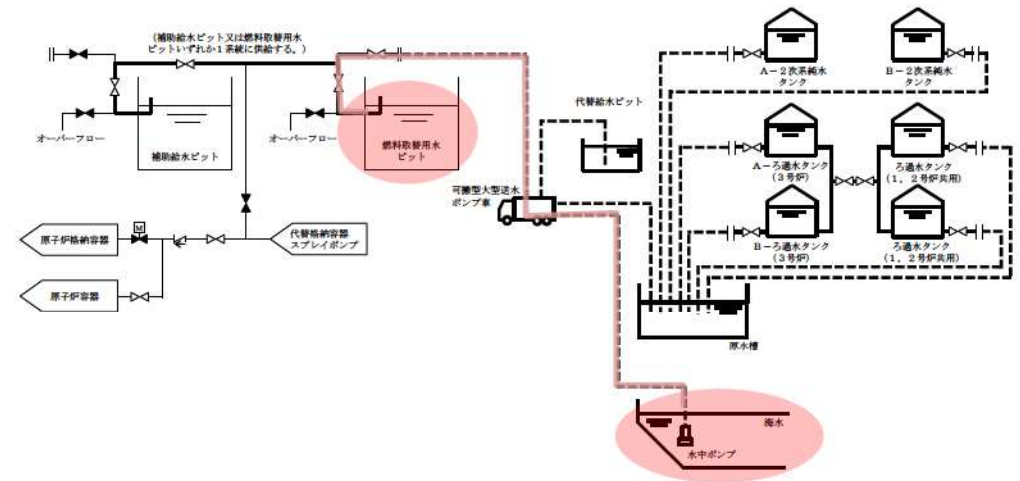 (補助給水ピット又は燃料取替用水
ピットいずれか1系統に供給する。)
オーバーフロー
補助給水ピット
オーバーフロー
燃料取替用水
ピット
代替給水ピット
可搬型大型送水
ポンプ車
A－2次系純水
タンク
B－2次系純水
タンク
A－ろ過水タンク
(3号炉)
ろ過水タンク
(1，2号炉共用)
B－ろ過水タンク
(3号炉)
ろ過水タンク
(1，2号炉共用)
原子炉格納容器
M
代替格納容器
スプレイポンプ
原子炉容器
原水槽
海水
水中ポンプ